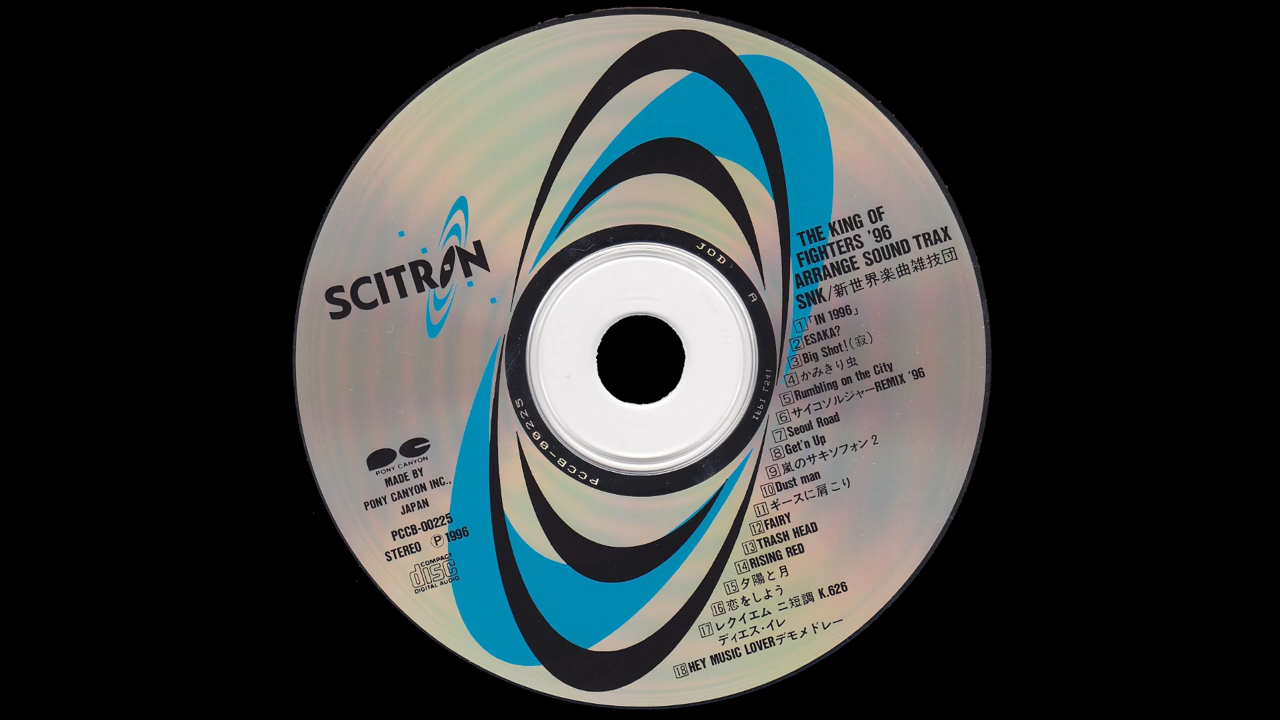 SCITRON
THE KING OF
FIGHTERS '96
ARRANGE SOUND TRAX
SNK/新世界楽曲雑技団
1「IN 1996」
2 ESAKA?
3 Big Shot!(寂)
4 かみきり虫
5 Rumbling on the City
6 サイコソルジャーREMIX '96
7 Seoul Road
8 Get'n Up
9 嵐のサキソフォン 2
10 Dust man
11 ギースに肩こり
12 FAIRY
13 TRASH HEAD
14 RISING RED
15 夕陽と月
16 恋をしよう
17 レクイエム ニ短調 K.626
ディエス・イレ
18 HEY MUSIC LOVERデモメドレー
PONY CANYON
MADE BY
PONY CANYON INC.,
JAPAN
PCCB-00225
STEREO Ⓟ1996
COMPACT
disc
DIGITAL AUDIO
JOD
A
PCCB-00225